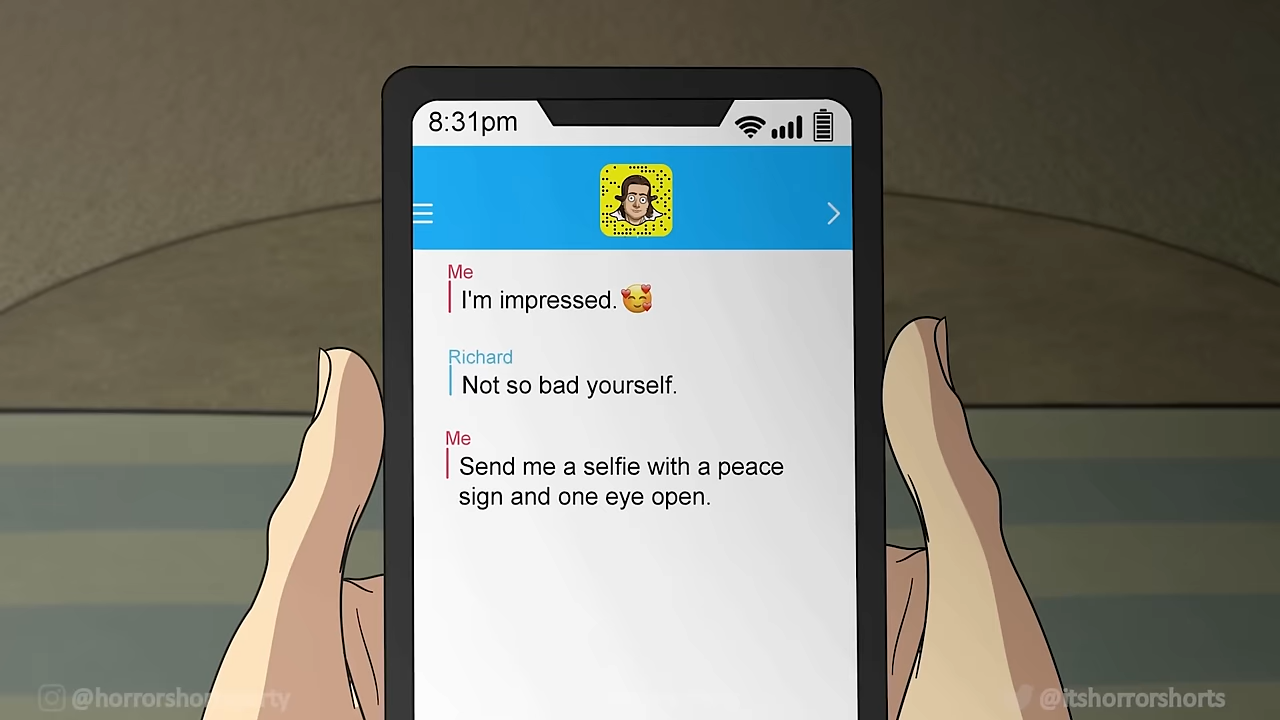 8:31pm
Me
I'm impressed.🥰
Richard
Not so bad yourself.
Me
Send me a selfie with a peace
sign and one eye open.
@itshorrorshorts